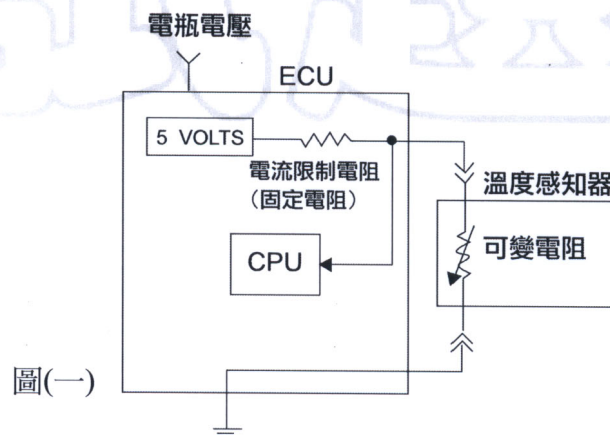 電瓶電壓
ECU
5 VOLTS
電流限制電阻
(固定電阻)
溫度感知器
可變電阻
CPU
圖(一)